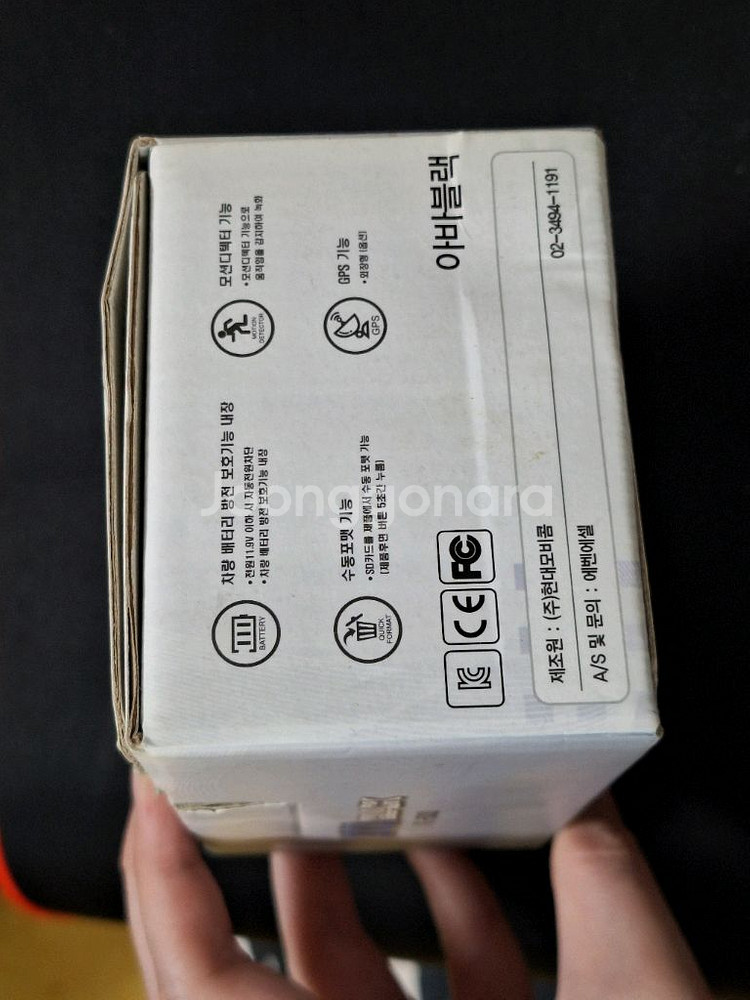 차량 배터리 방전 보호기능 내장
•전원11.9V 이하 시 자동전원차단
•차량 배터리 방전 보호기능 내장
BATTERY
모션디텍터 기능
•모션디텍터 기능으로
움직임을 감지하여 녹화
MOTION
DETECTOR
수동포맷 기능
•SD카드를 제품에서 수동 포맷 가능
(제품후면 버튼 5초간 누름)
QUICK
FORMAT
GPS 기능
•외장형 (옵션)
GPS
CE FC
아바블랙
제조원 : (주)현대모비콤
A/S 및 문의 : 에벤에셀
02-3494-1191
Joonggonara